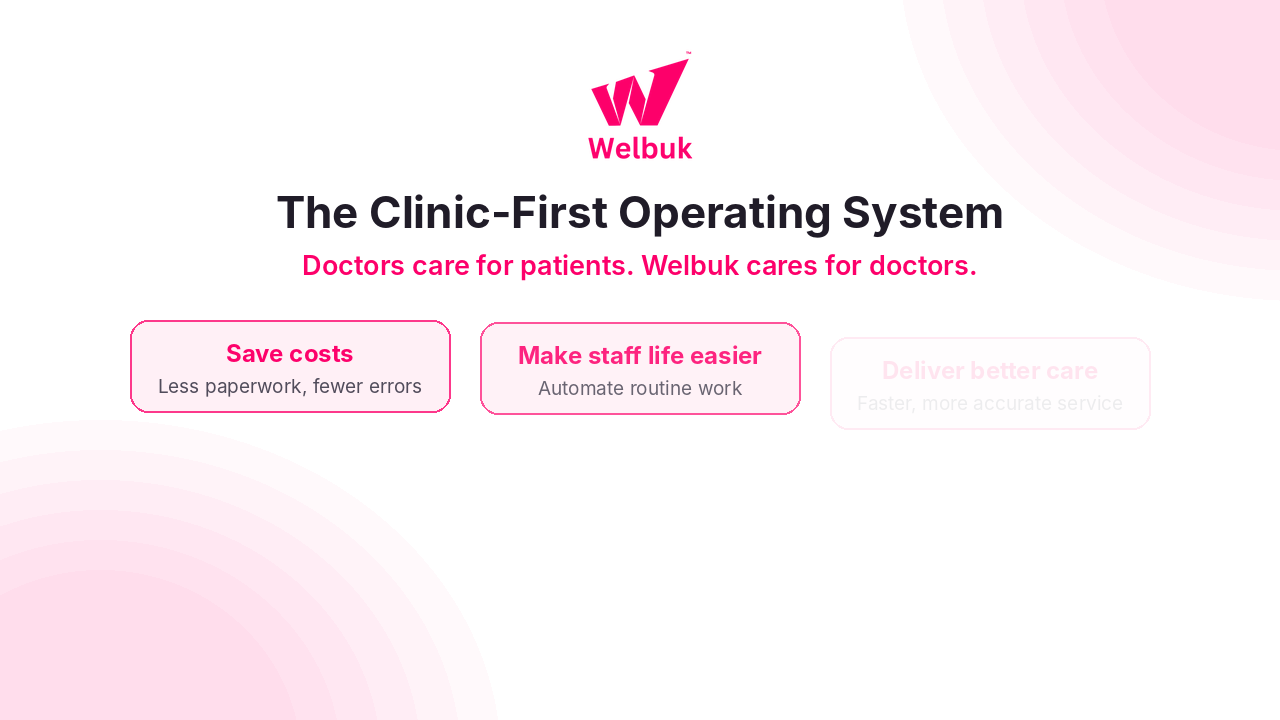 ™
Welbuk
The Clinic-First Operating System
Doctors care for patients. Welbuk cares for doctors.
Save costs
Less paperwork, fewer errors
Make staff life easier
Automate routine work
Deliver better care
Faster, more accurate service